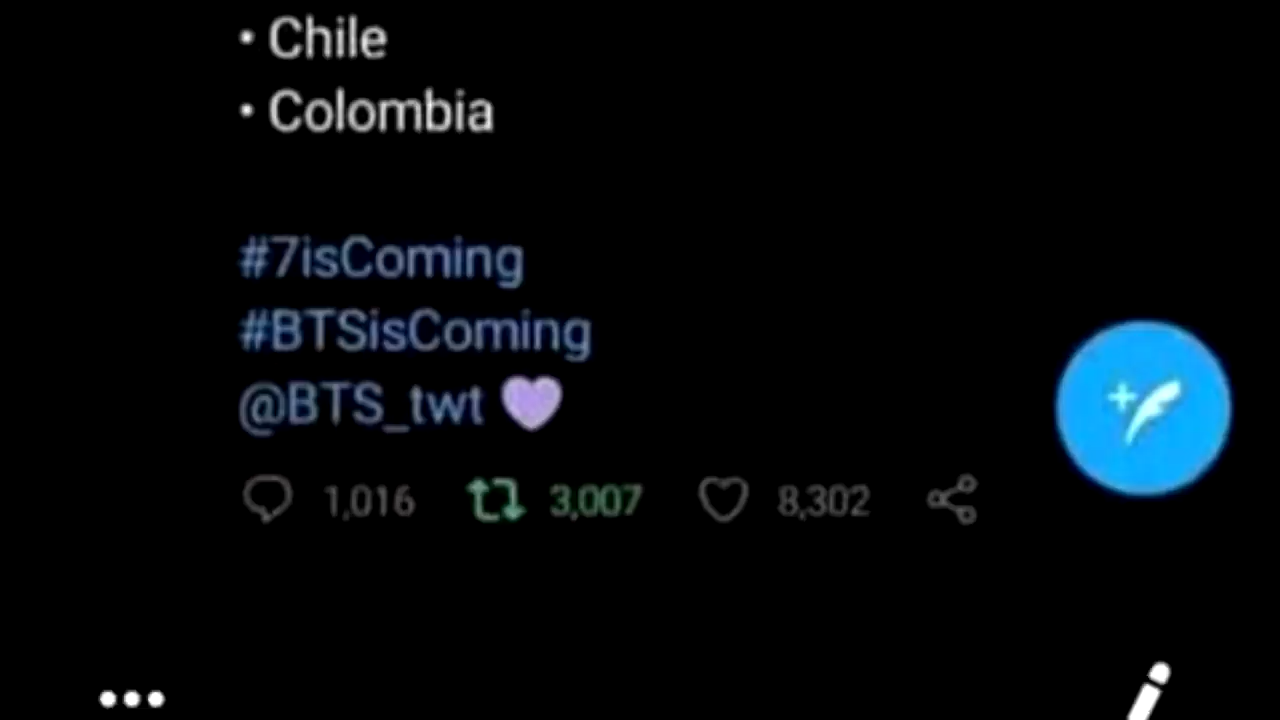 • Chile
• Colombia
#7isComing
#BTSisComing
@BTS_twt 💜
1,016 3,007 8,302